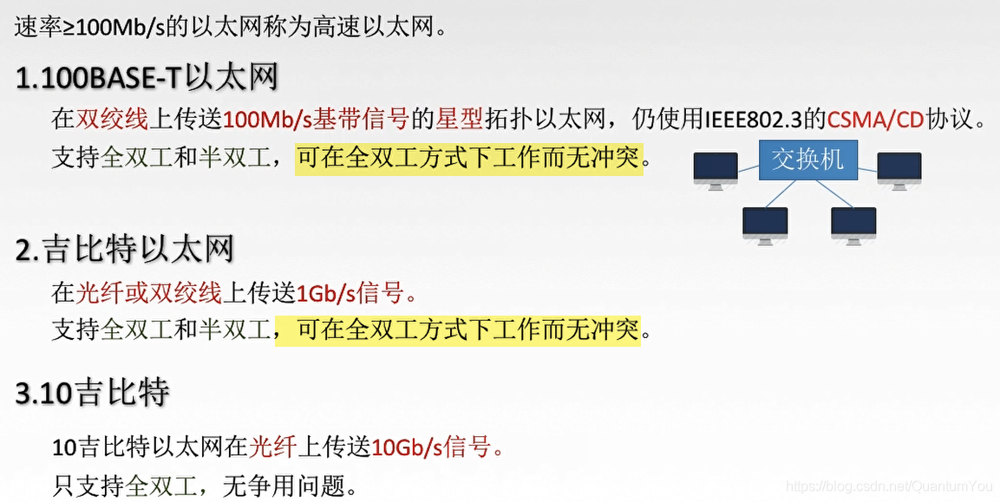 速率≥100Mb/s的以太网称为高速以太网。
1.100BASE-T以太网
在双绞线上传送100Mb/s基带信号的星型拓扑以太网，仍使用IEEE802.3的CSMA/CD协议。
支持全双工和半双工，可在全双工方式下工作而无冲突。
交换机
2.吉比特以太网
在光纤或双绞线上传送1Gb/s信号。
支持全双工和半双工，可在全双工方式下工作而无冲突。
3.10吉比特
10吉比特以太网在光纤上传送10Gb/s信号。
只支持全双工，无争用问题。
https://blog.csdn.net/QuantumYou